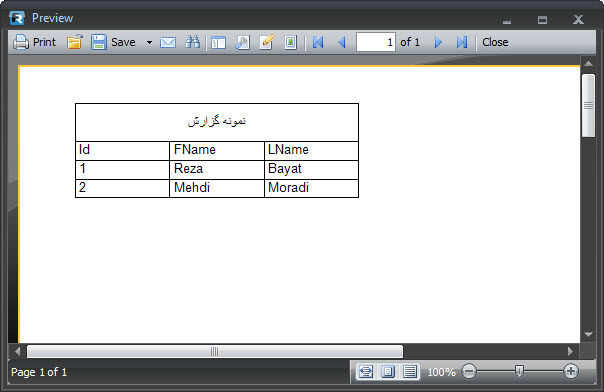 Preview
Print Save 1 of 1 Close
نمونه گزارش
Id FName LName
1 Reza Bayat
2 Mehdi Moradi
Page 1 of 1 100%